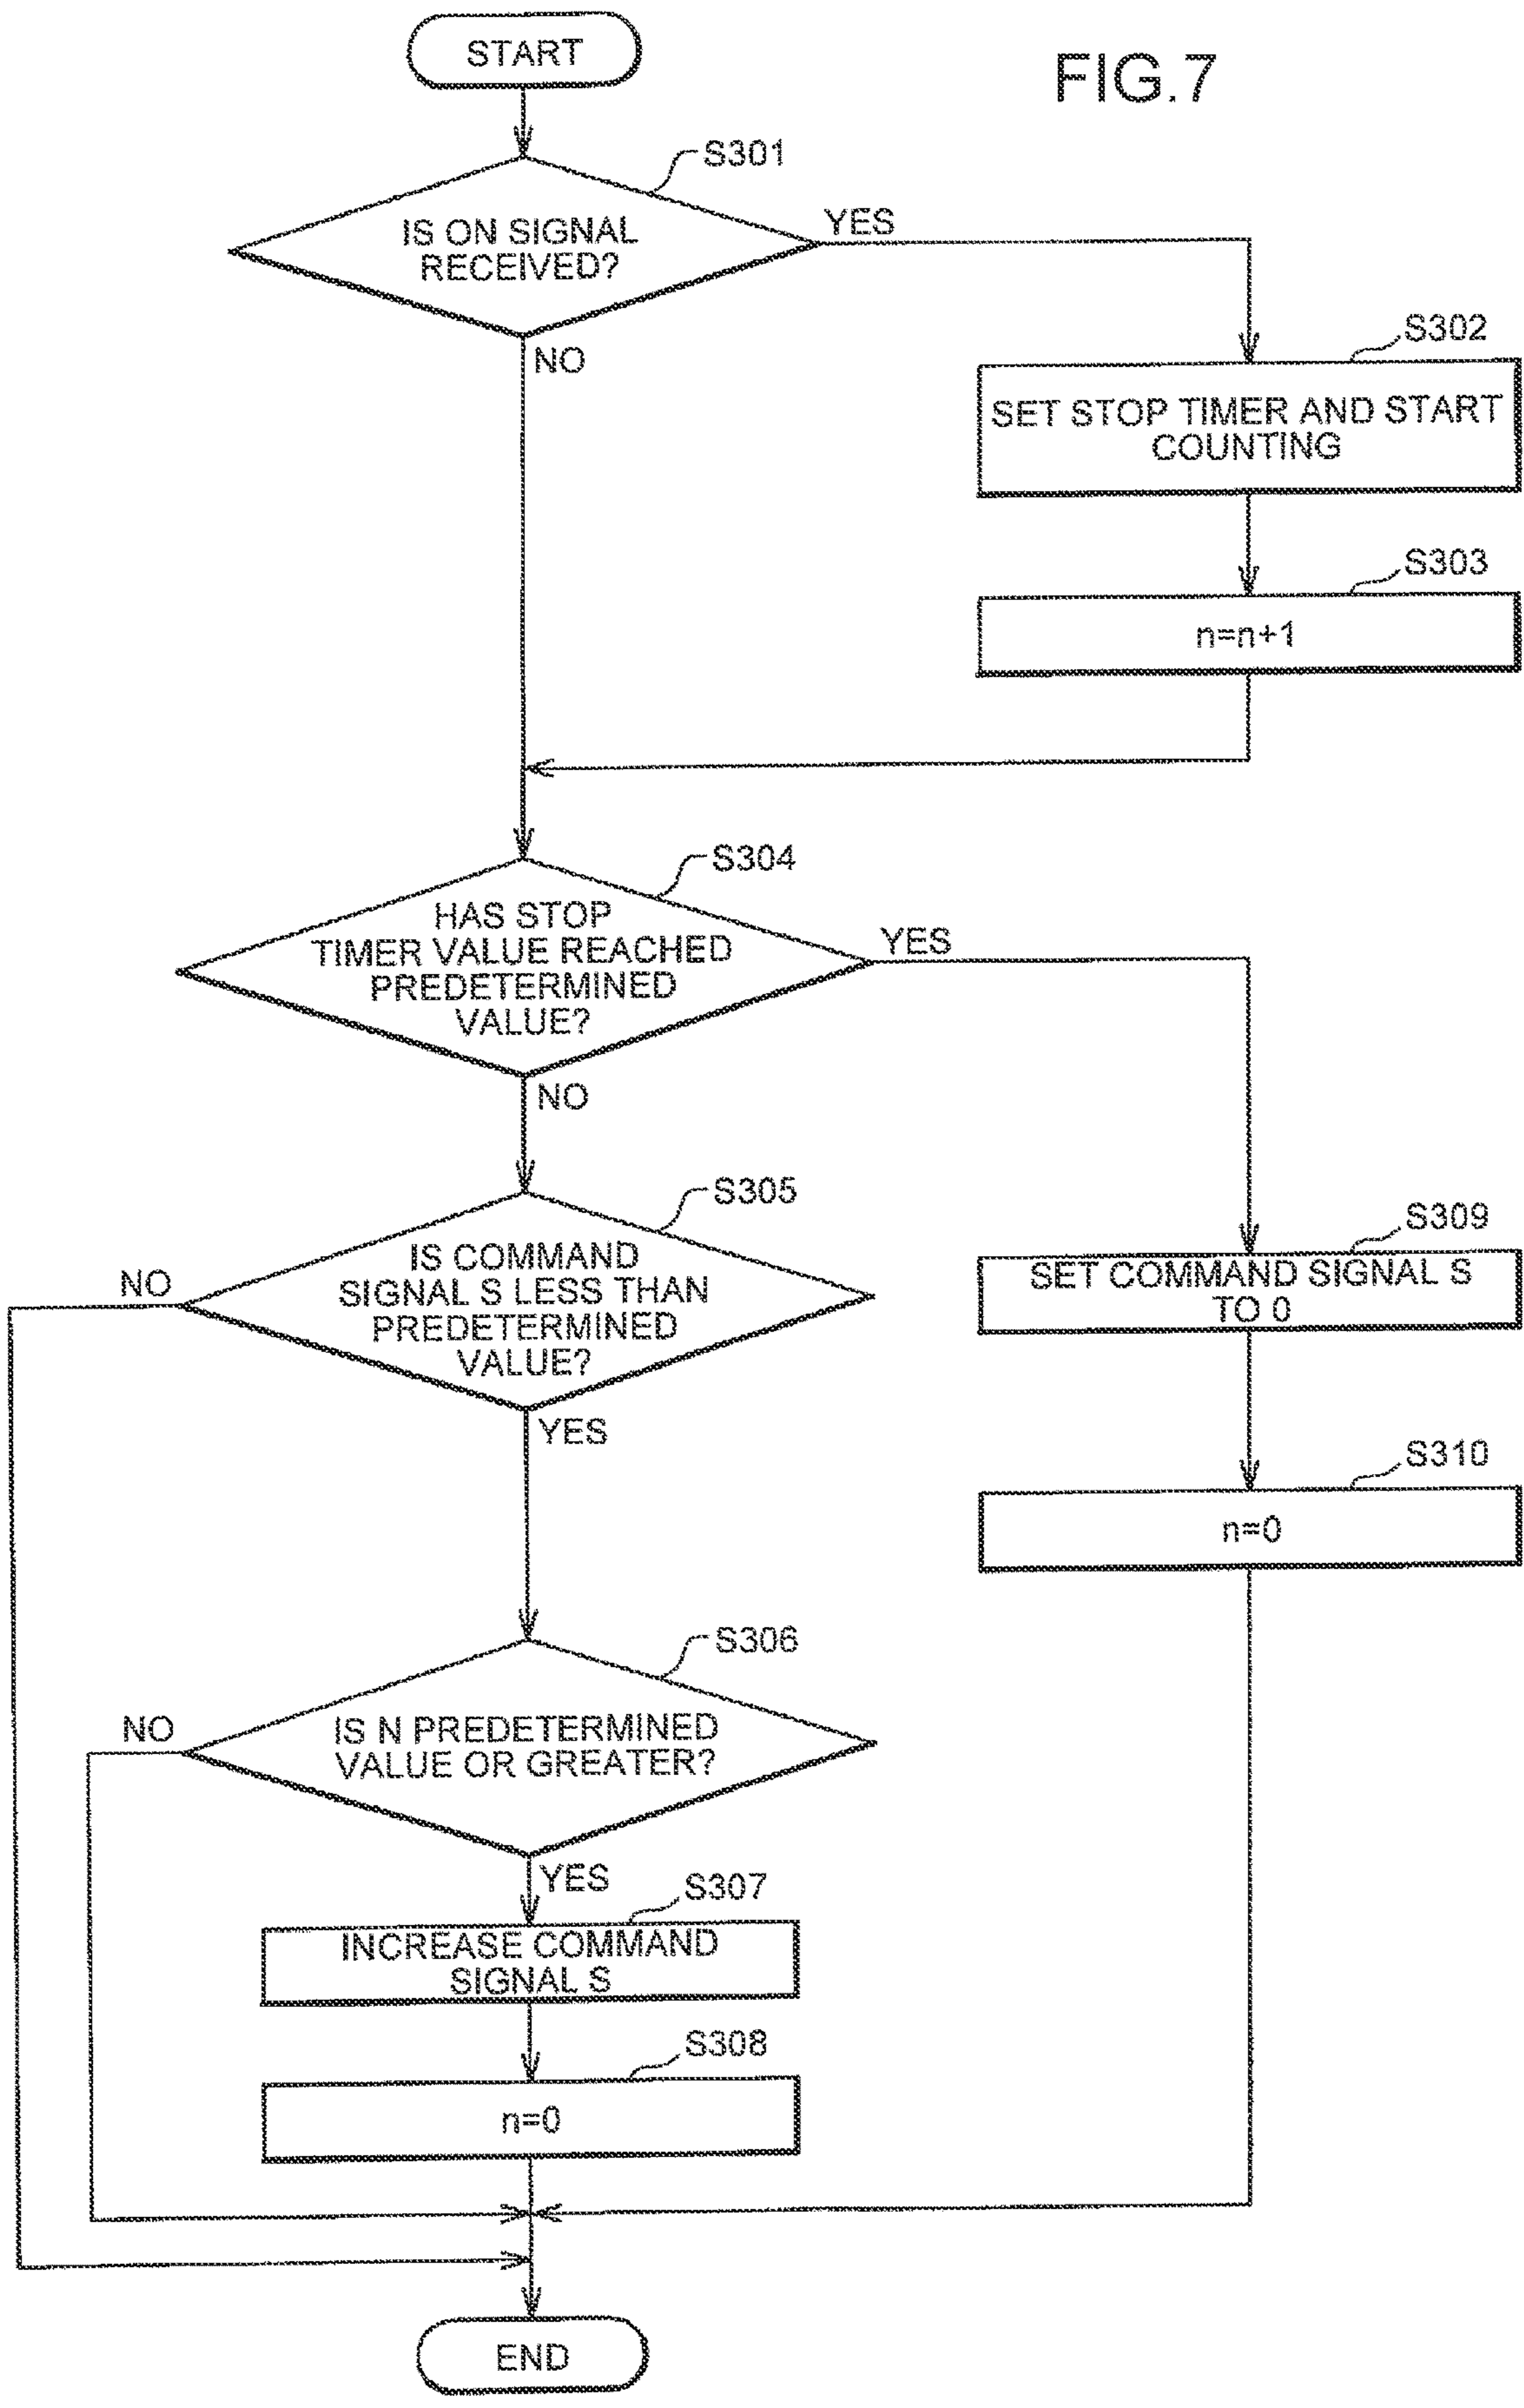 START
FIG.7
S301
IS ON SIGNAL
RECEIVED?
YES
NO
S302
SET STOP TIMER AND START
COUNTING
S303
n=n+1
S304
HAS STOP
TIMER VALUE REACHED
PREDETERMINED
VALUE?
YES
NO
S305
IS COMMAND
SIGNAL S LESS THAN
PREDETERMINED
VALUE?
NO
YES
S309
SET COMMAND SIGNAL S
TO 0
S310
n=0
S306
IS N PREDETERMINED
VALUE OR GREATER?
NO
YES
S307
INCREASE COMMAND
SIGNAL S
S308
n=0
END